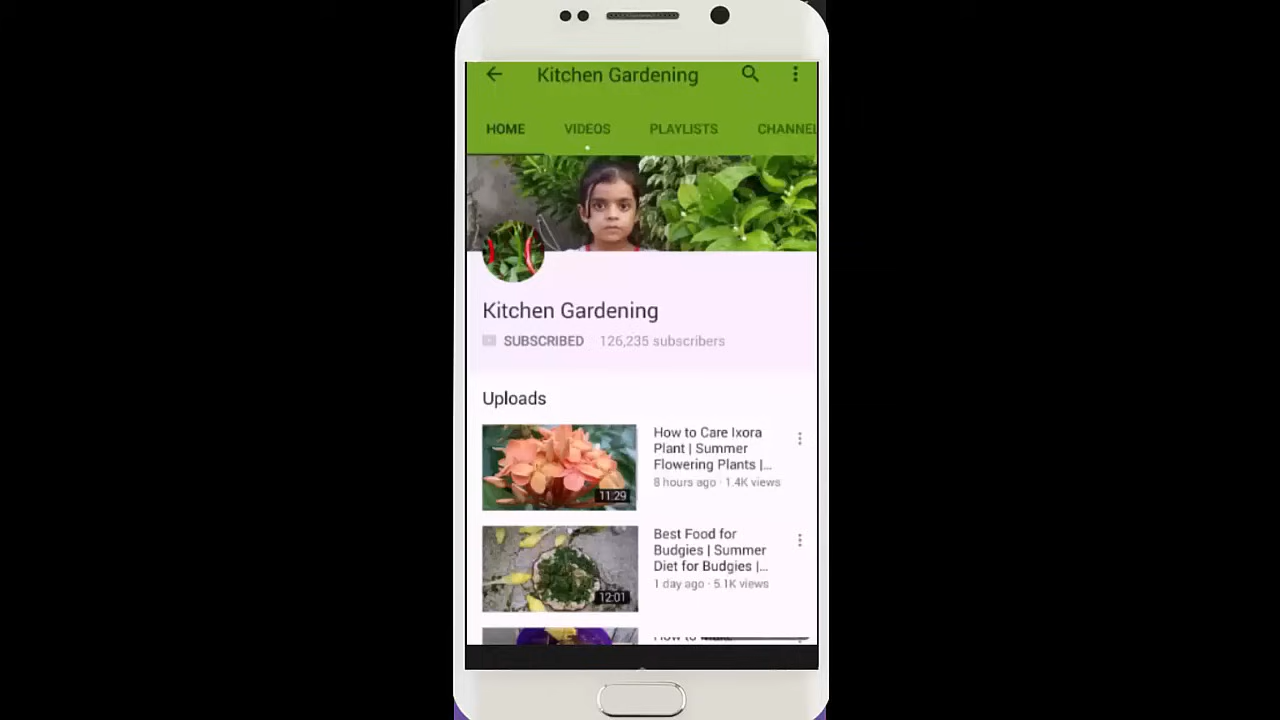 Kitchen Gardening
HOME VIDEOS PLAYLISTS CHANNEL
Kitchen Gardening
SUBSCRIBED 126,235 subscribers
Uploads
How to Care Ixora
Plant | Summer
Flowering Plants |...
8 hours ago · 1.4K views
11:29
Best Food for
Budgies | Summer
Diet for Budgies |...
1 day ago · 5.1K views
12:01
How to